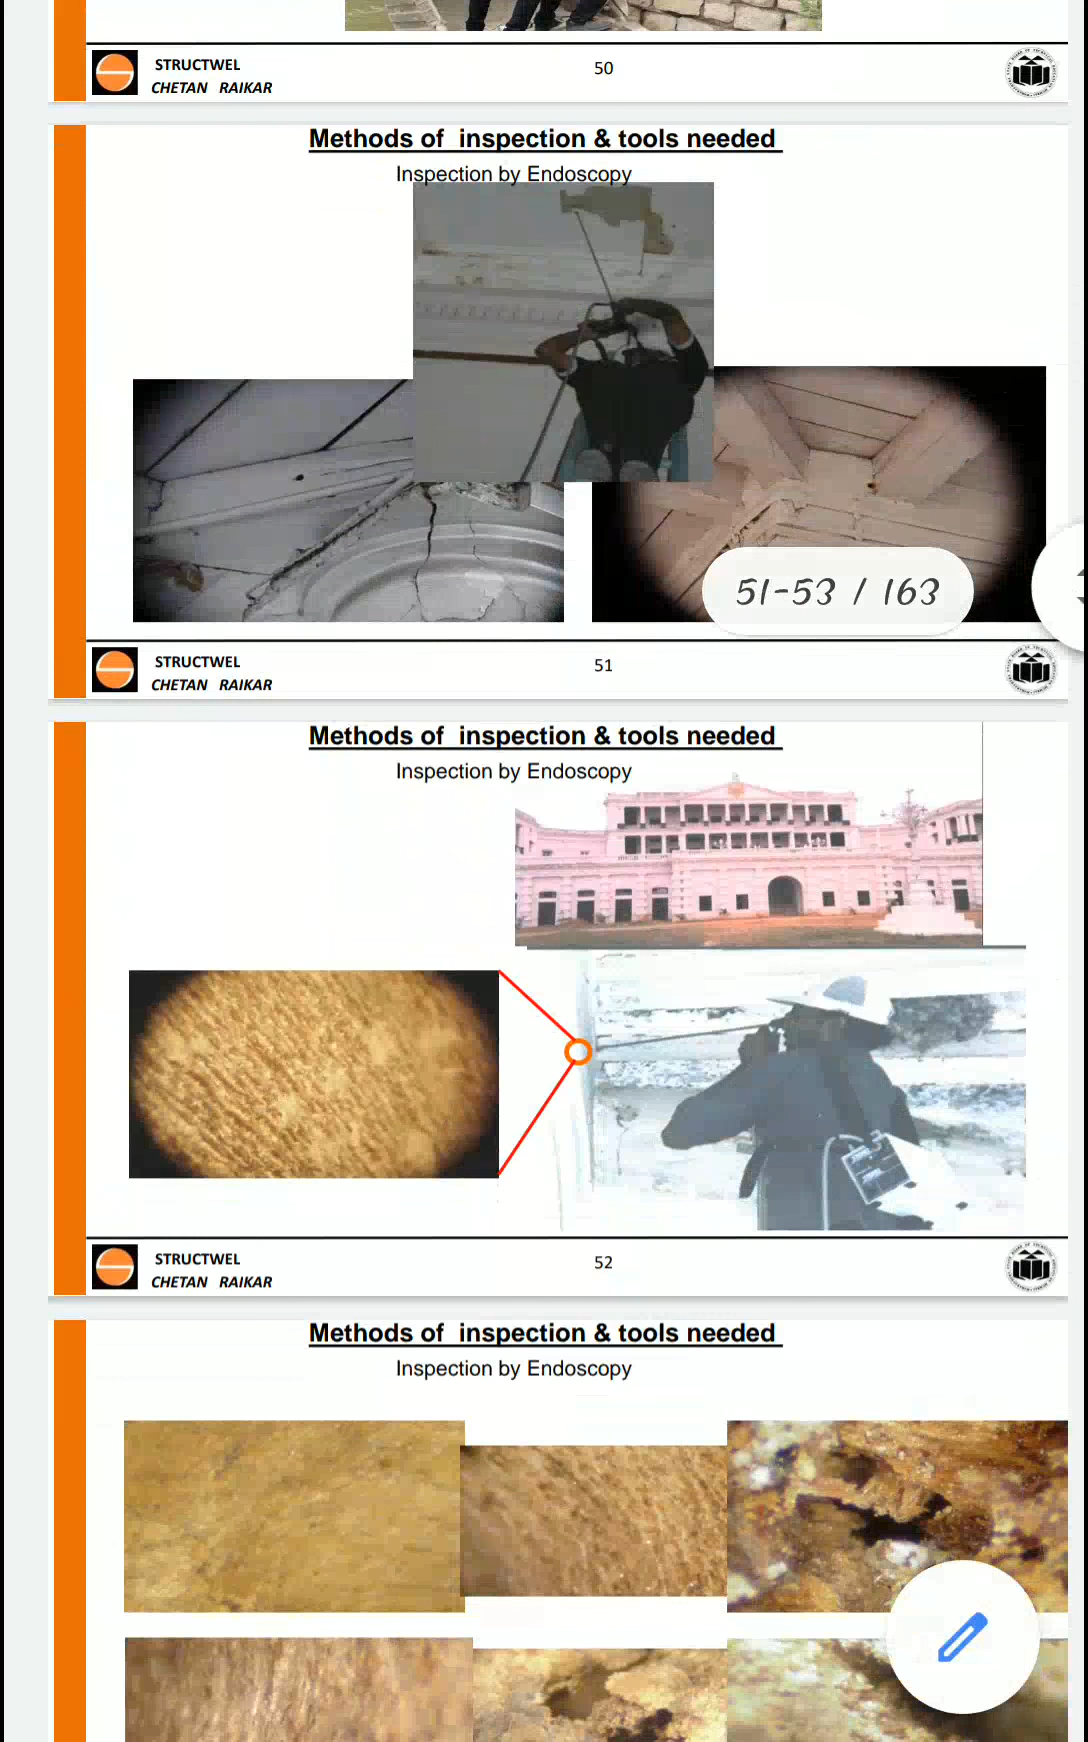 STRUCTWEL
CHETAN RAIKAR
50
Methods of inspection & tools needed
Inspection by Endoscopy
51-53 / 163
STRUCTWEL
CHETAN RAIKAR
51
Methods of inspection & tools needed
Inspection by Endoscopy
STRUCTWEL
CHETAN RAIKAR
52
Methods of inspection & tools needed
Inspection by Endoscopy